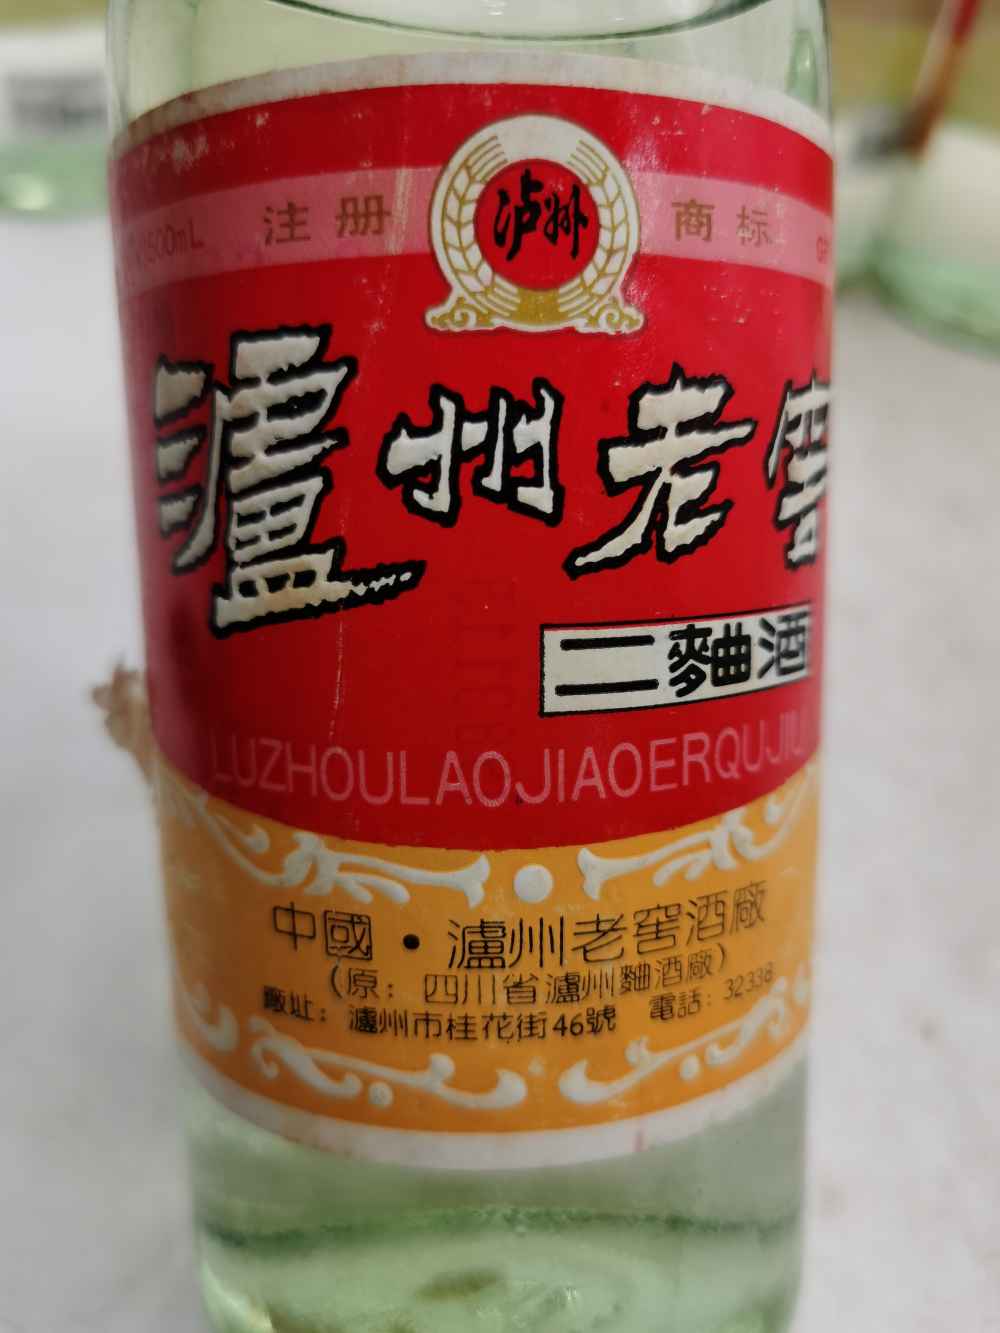 500mL 注册 泸州 商标
瀘州老窖
二麯酒
LUZHOULAOJIAOERQUJIU
中國·瀘州老窖酒廠
(原：四川省瀘州麯酒廠)
廠址：瀘州市桂花街46號 電話：32338